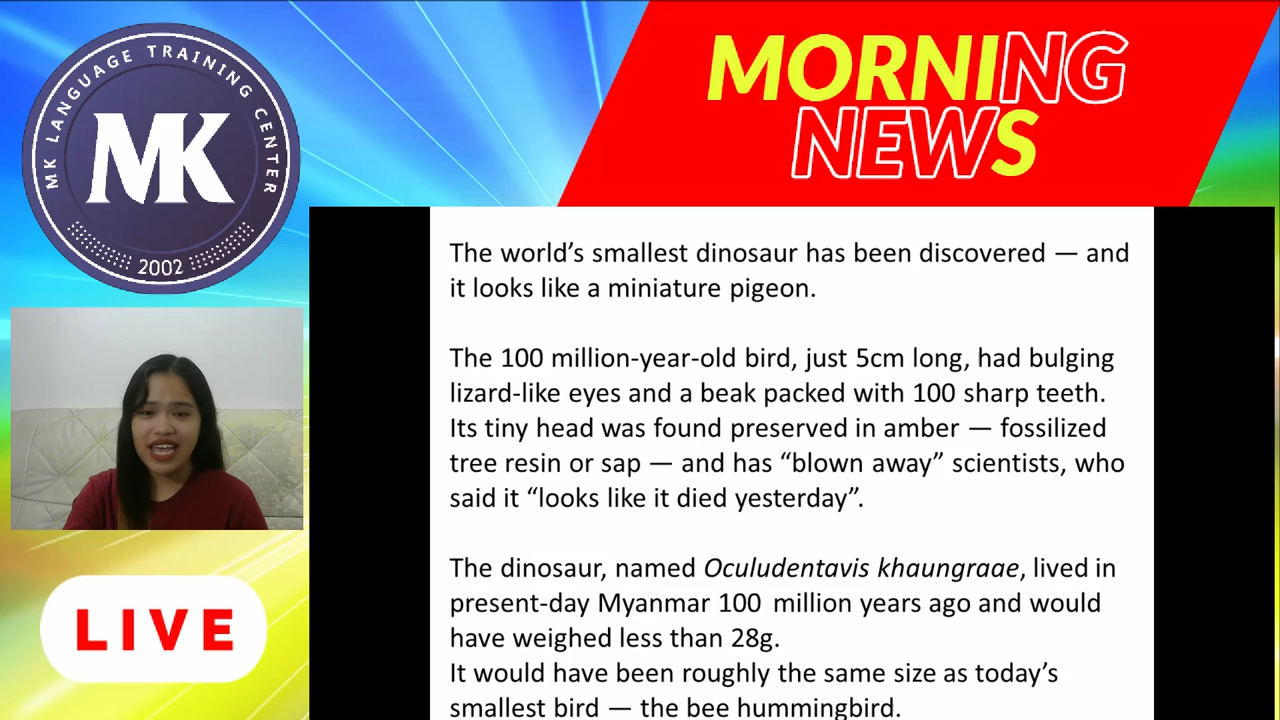 MK LANGUAGE TRAINING CENTER
MK
2002
MORNING
NEWS
The world’s smallest dinosaur has been discovered — and
it looks like a miniature pigeon.
The 100 million-year-old bird, just 5cm long, had bulging
lizard-like eyes and a beak packed with 100 sharp teeth.
Its tiny head was found preserved in amber — fossilized
tree resin or sap — and has “blown away” scientists, who
said it “looks like it died yesterday”.
The dinosaur, named Oculudentavis khaungraae, lived in
present-day Myanmar 100 million years ago and would
have weighed less than 28g.
It would have been roughly the same size as today’s
smallest bird — the bee hummingbird.
LIVE